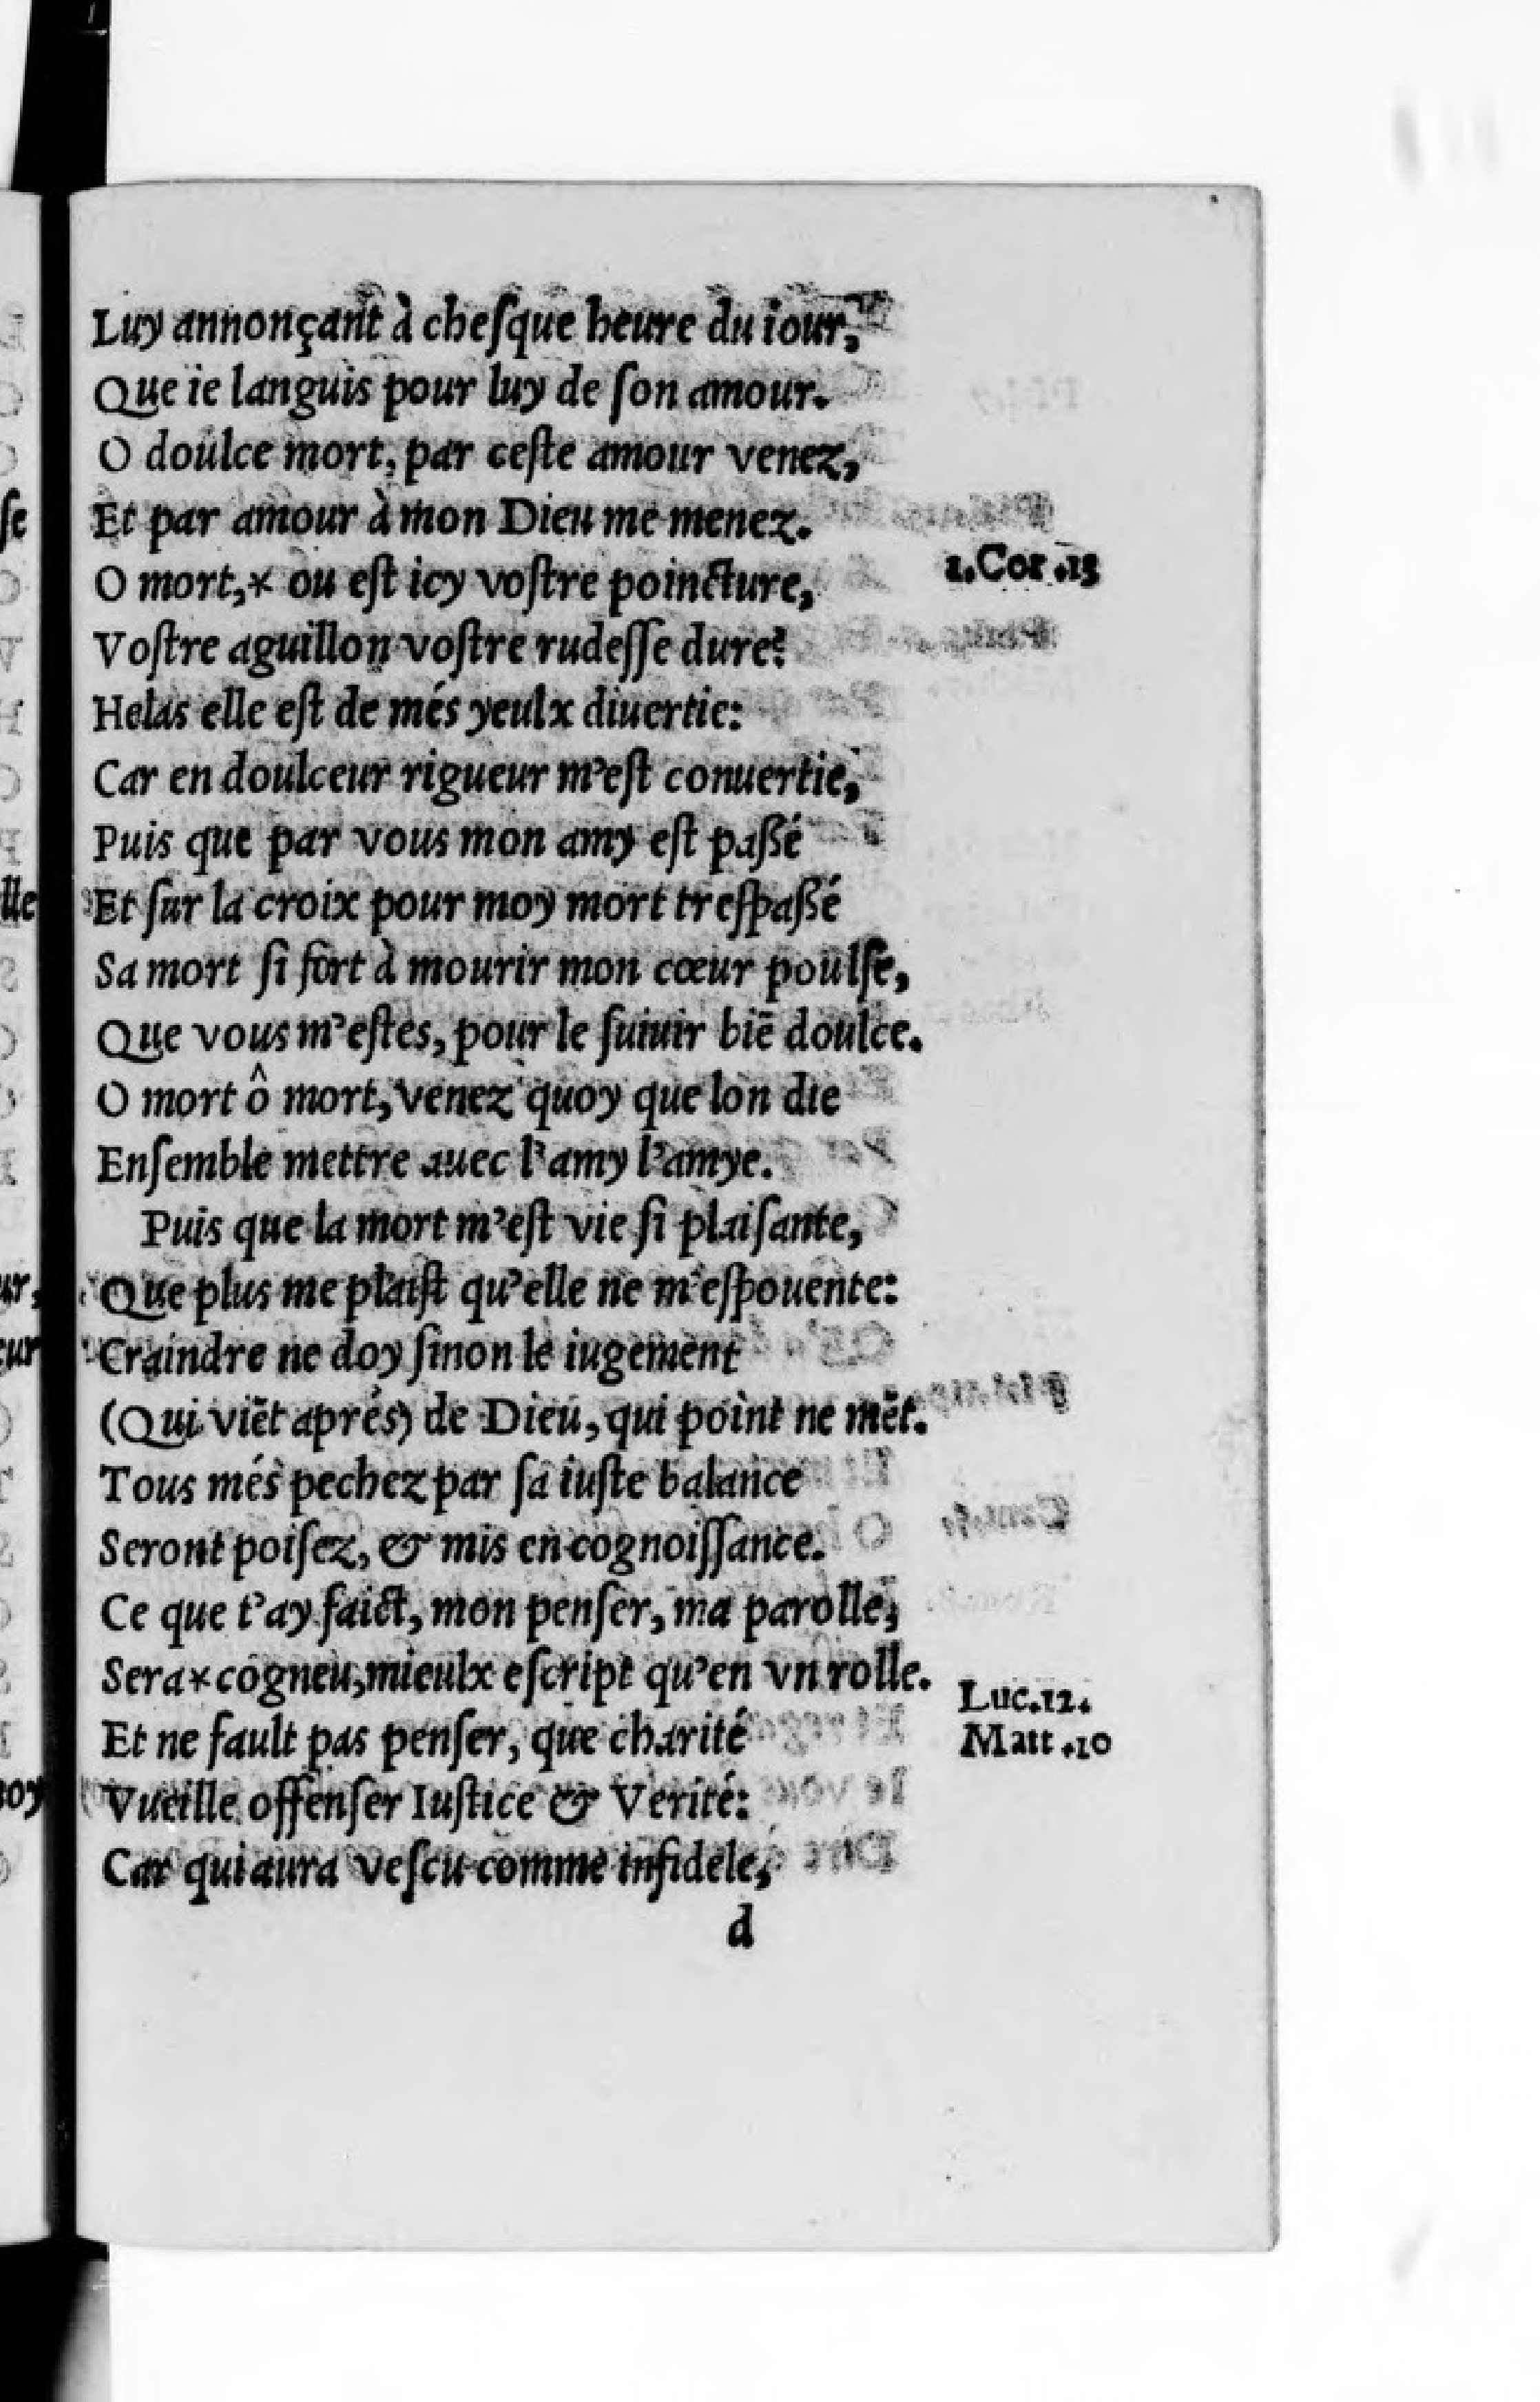 Luy annonçant à cheſque heure du iour,
Que ie languis pour luy de ſon amour.
O doulce mort, par ceſte amour venez,
Et par amour à mon Dieu me menez.
O mort,* ou eſt icy voſtre poincture,
1.Cor.15
Voſtre aguillon voſtre rudeſſe dure?
Helas elle eſt de més yeulx diuertie:
Car en doulceur rigueur m'eſt conuertie,
Puis que par vous mon amy eſt paßé
Et ſur la croix pour moy mort treſpaßé
Sa mort ſi fort à mourir mon cœur poulſe,
Que vous m'eſtes, pour le ſuiuir biē doulce.
O mort ô mort, venez quoy que lon die
Enſemble mettre auec l'amy l'amye.
Puis que la mort m'eſt vie ſi plaiſante,
Que plus me plaiſt qu'elle ne m'eſpouente:
Craindre ne doy ſinon le iugement
(Qui viēt aprés) de Dieu, qui point ne mēt.
Tous més pechez par ſa iuſte balance
Seront poiſez, & mis en cognoiſſance.
Ce que t'ay faict, mon penſer, ma parolle,
Sera* cogneu, mieulx eſcript qu'en vn rolle.
Luc.12.
Et ne fault pas penſer, que charité
Matt.10
Vueille offenſer Iuſtice & Verité:
Car qui aura veſcu comme infidele,
d